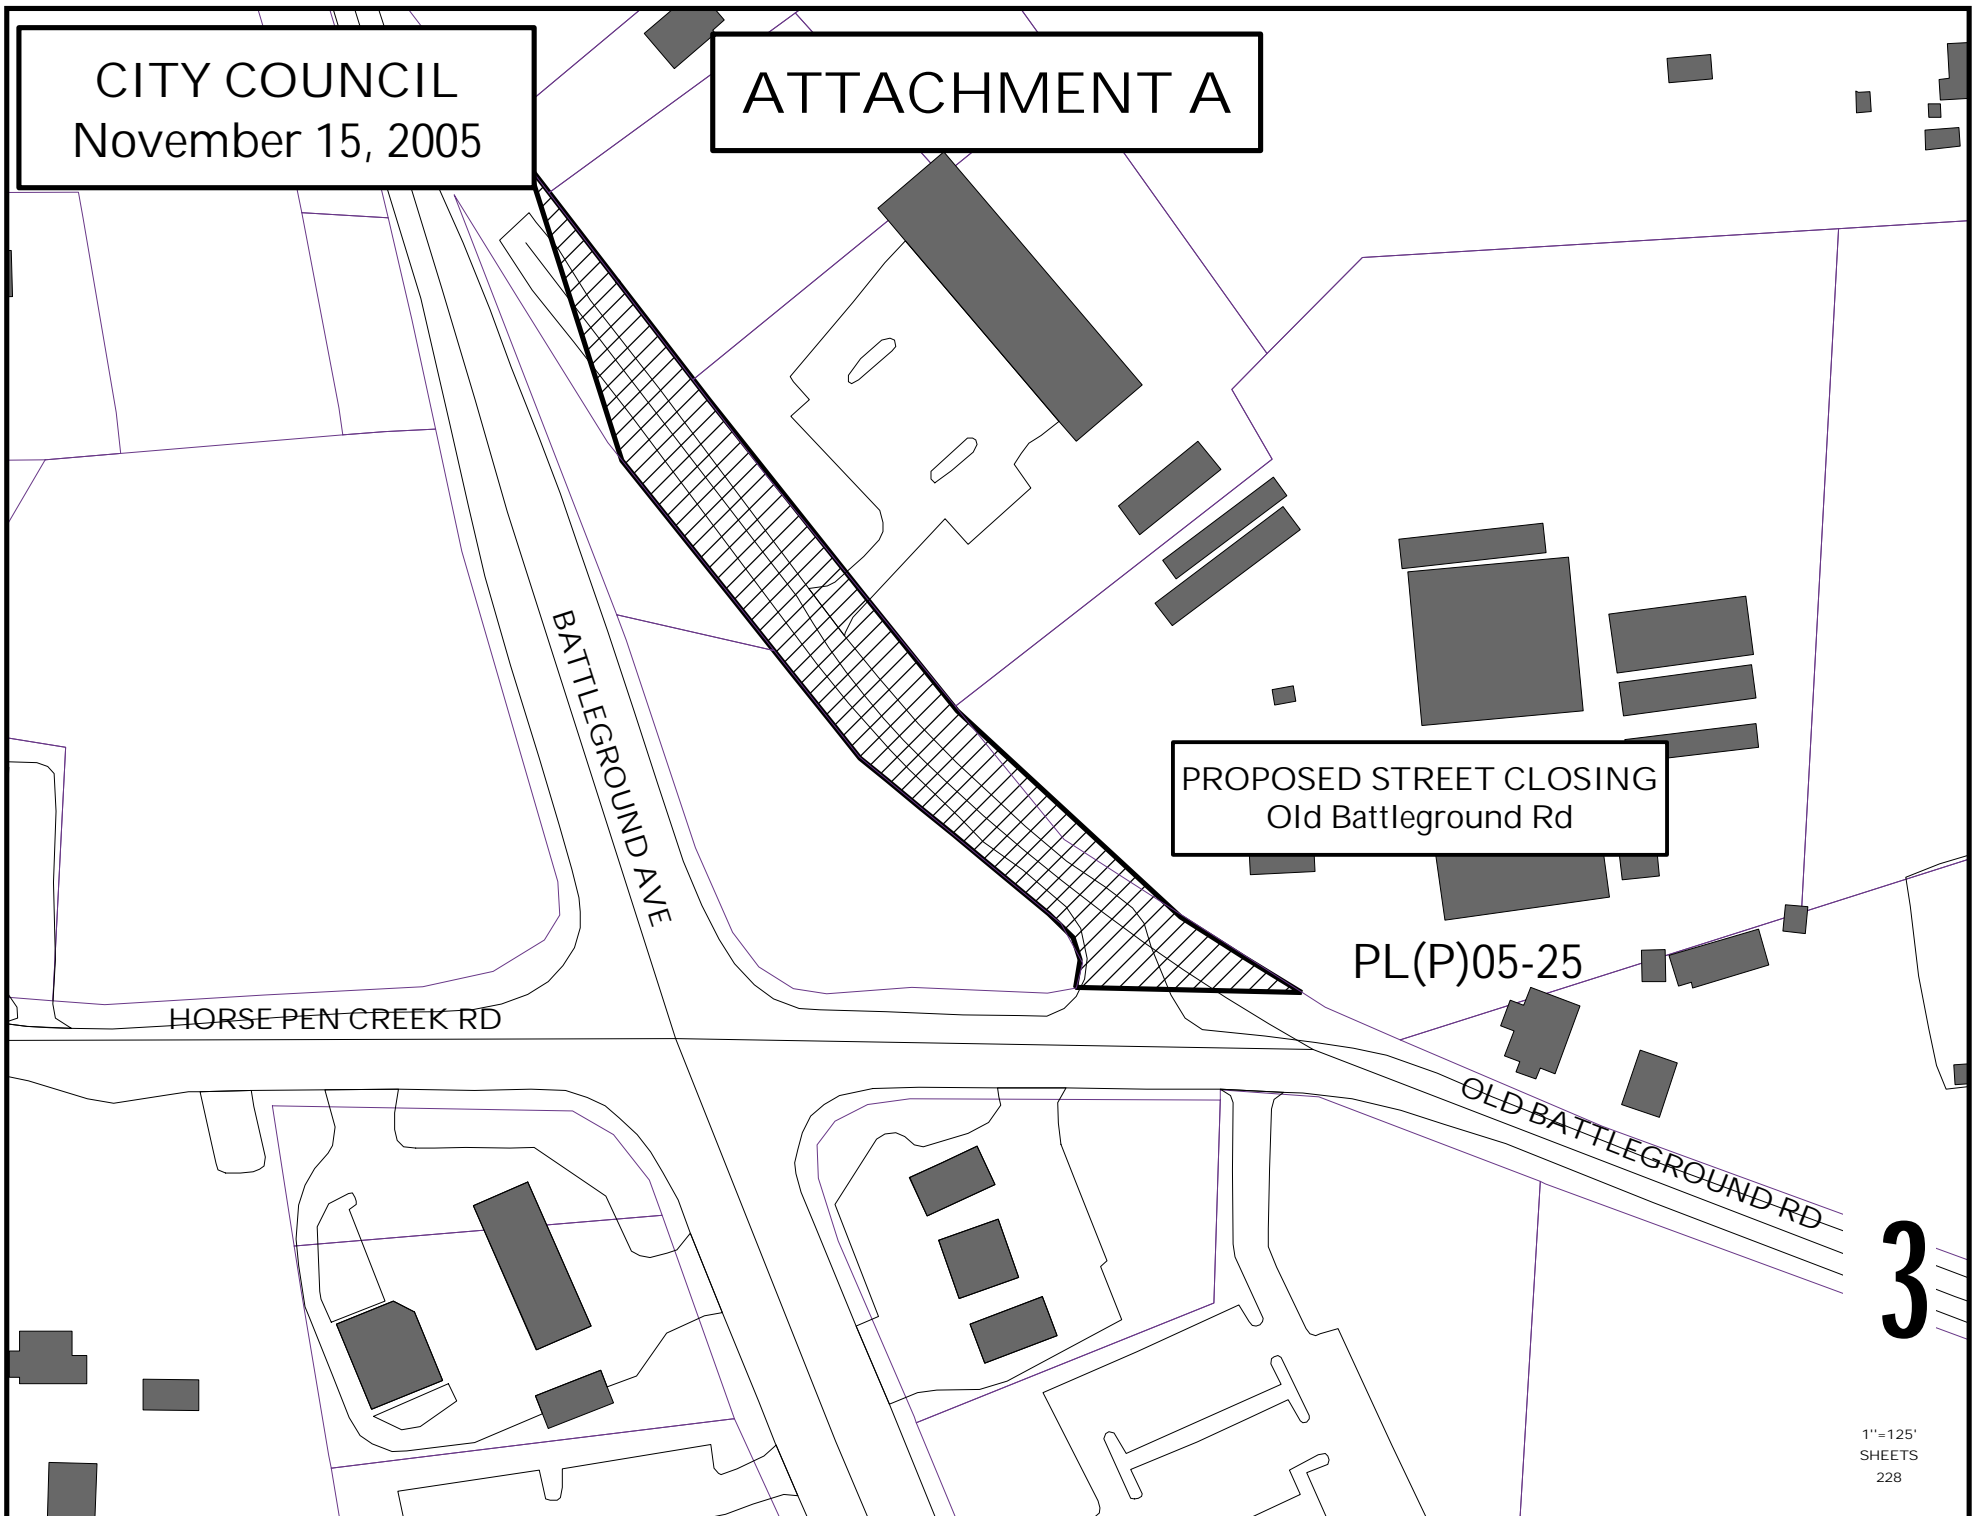 CITY COUNCIL
November 15, 2005
ATTACHMENT A
BATTLEGROUND AVE
PROPOSED STREET CLOSING
Old Battleground Rd
PL(P)05-25
HORSE PEN CREEK RD
OLD BATTLEGROUND RD
3
1''=125'
SHEETS
228